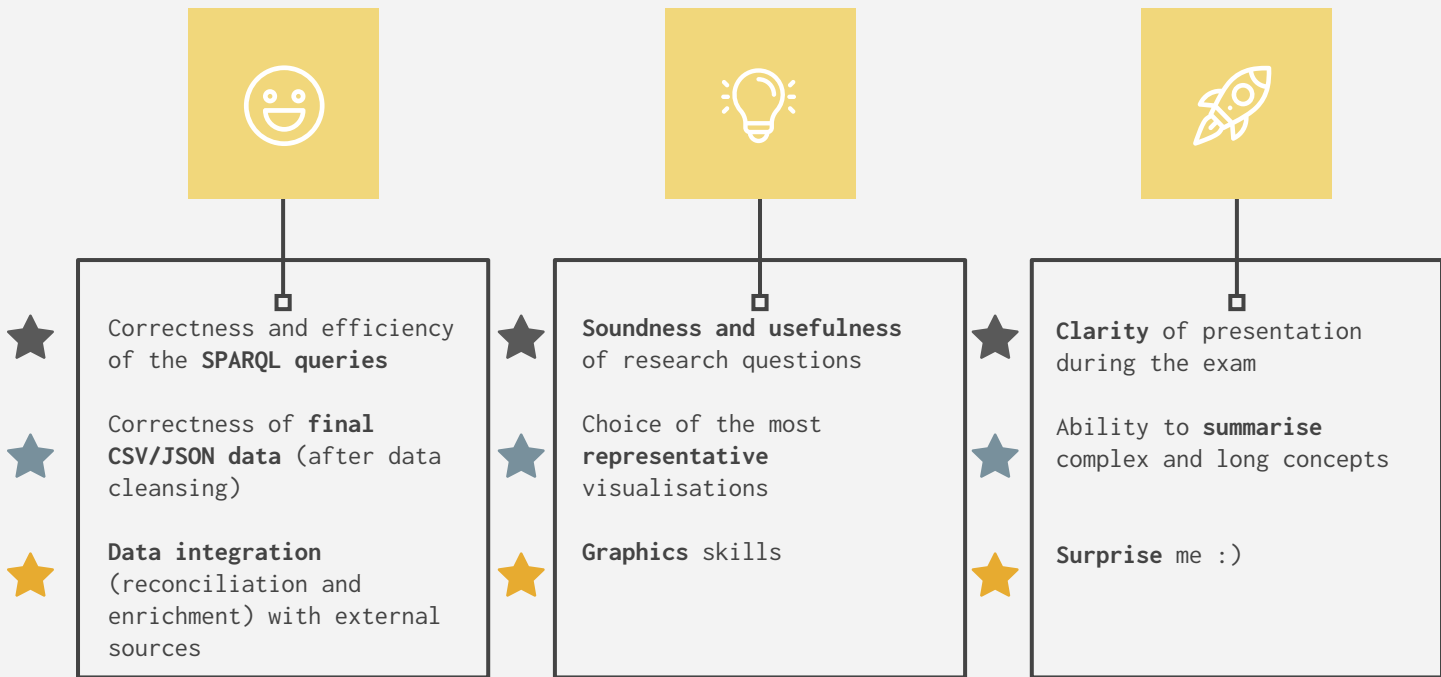 Correctness and efficiency
of the SPARQL queries
Correctness of final
CSV/JSON data (after data
cleansing)
Data integration
(reconciliation and
enrichment) with external
sources
Soundness and usefulness
of research questions
Choice of the most
representative
visualisations
Graphics skills
Clarity of presentation
during the exam
Ability to summarise
complex and long concepts
Surprise me :)